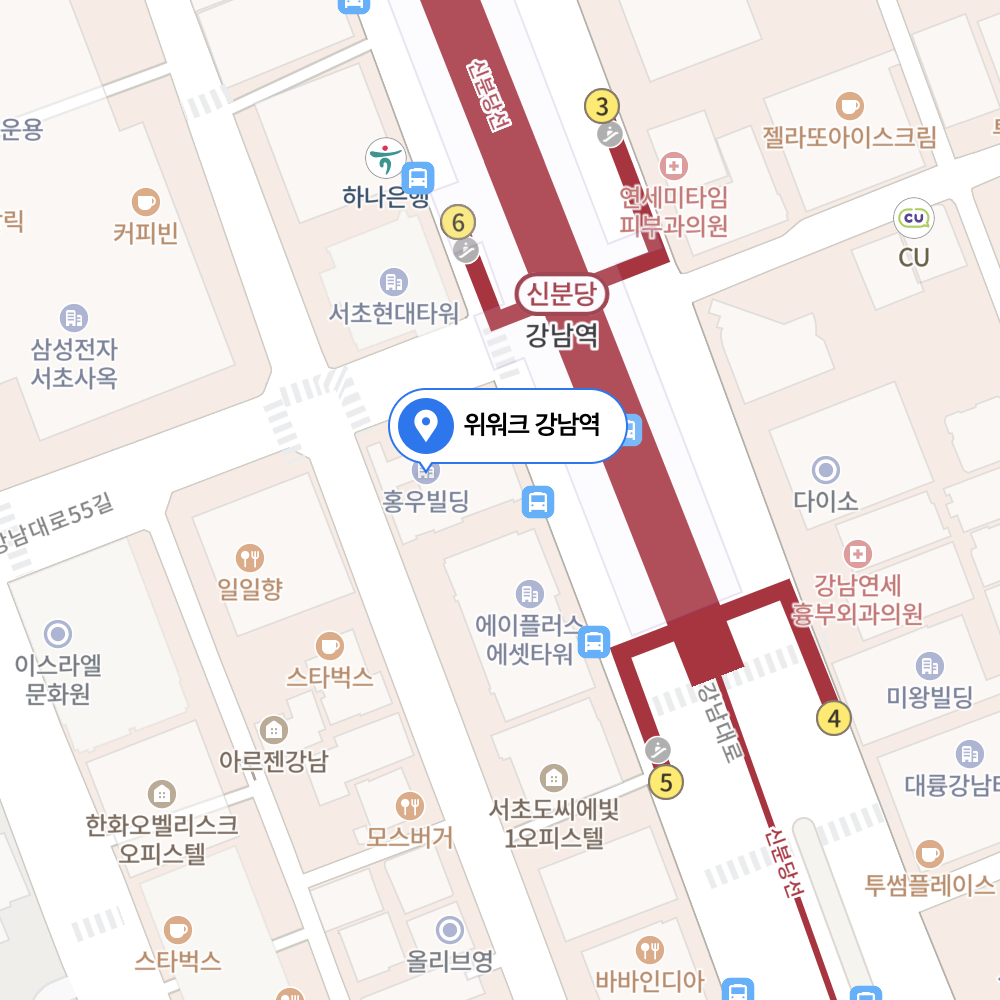 신분당선
3
젤라또아이스크림
운용
하나은행
연세미타임
피부과의원
6
커피빈
CU
CU
서초현대타워
신분당
강남역
삼성전자
서초사옥
위워크 강남역
홍우빌딩
다이소
강남대로55길
일일향
강남연세
흉부외과의원
에이플러스
에셋타워
이스라엘
문화원
스타벅스
미왕빌딩
강남대로
4
아르젠강남
5
대륭강남타
한화오벨리스크
오피스텔
모스버거
서초도씨에빛
1오피스텔
신분당선
투썸플레이스
스타벅스
올리브영
바바인디아